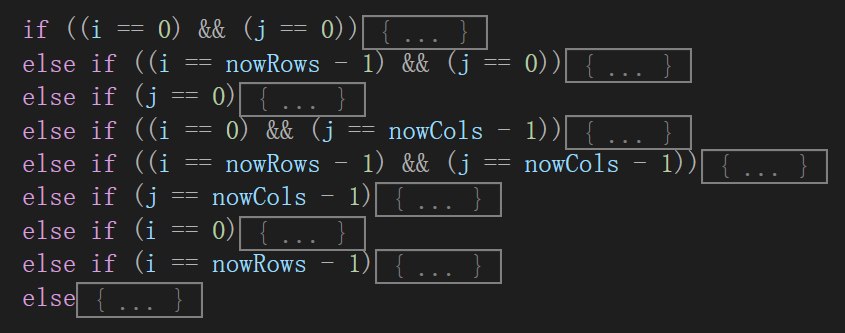 if ((i == 0) && (j == 0)){ ... }
else if ((i == nowRows - 1) && (j == 0)){ ... }
else if (j == 0){ ... }
else if ((i == 0) && (j == nowCols - 1)){ ... }
else if ((i == nowRows - 1) && (j == nowCols - 1)){ ... }
else if (j == nowCols - 1){ ... }
else if (i == 0){ ... }
else if (i == nowRows - 1){ ... }
else{ ... }